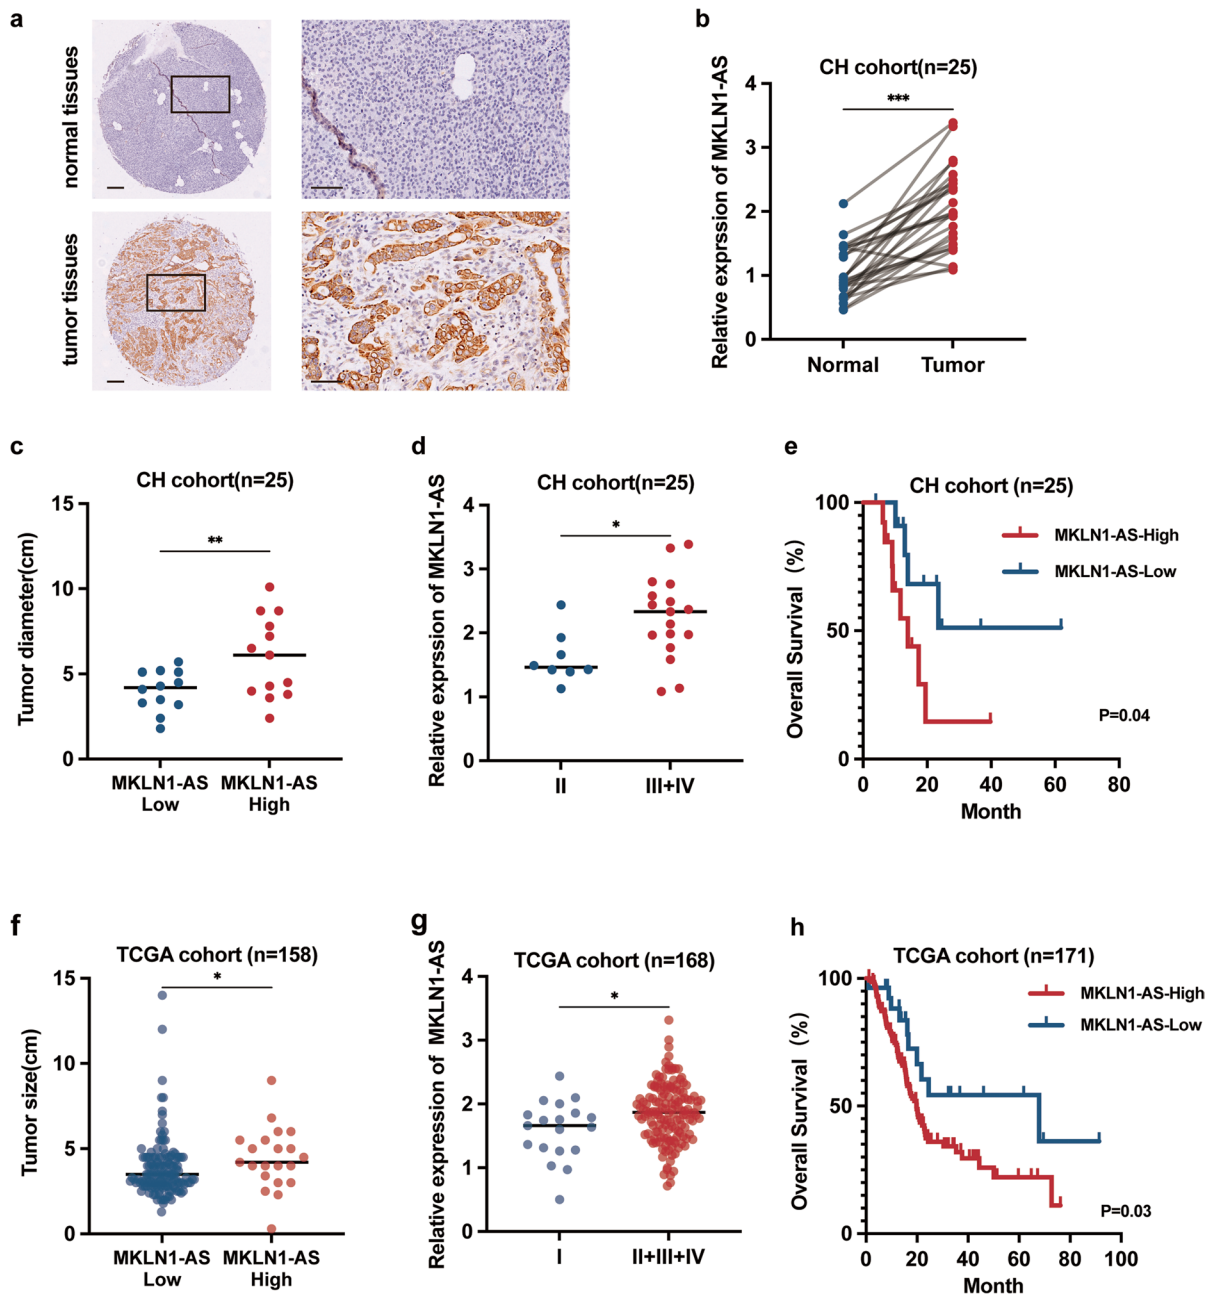 a
normal tissues
tumor tissues
b
CH cohort(n=25)
***
Relative exprssion of MKLN1-AS
4
3
2
1
0
Normal
Tumor
c
CH cohort(n=25)
**
Tumor diameter(cm)
15
10
5
0
MKLN1-AS
Low
MKLN1-AS
High
d
CH cohort(n=25)
*
Relative exprssion of MKLN1-AS
4
3
2
1
0
II
III+IV
e
CH cohort (n=25)
MKLN1-AS-High
MKLN1-AS-Low
Overall Survival (%)
100
50
0
P=0.04
0
20
40
60
80
Month
f
TCGA cohort (n=158)
*
Tumor size(cm)
15
10
5
0
MKLN1-AS
Low
MKLN1-AS
High
g
TCGA cohort (n=168)
*
Relative exprssion of MKLN1-AS
4
3
2
1
0
I
II+III+IV
h
TCGA cohort (n=171)
MKLN1-AS-High
MKLN1-AS-Low
Overall Survival (%)
100
50
0
P=0.03
0
20
40
60
80
100
Month